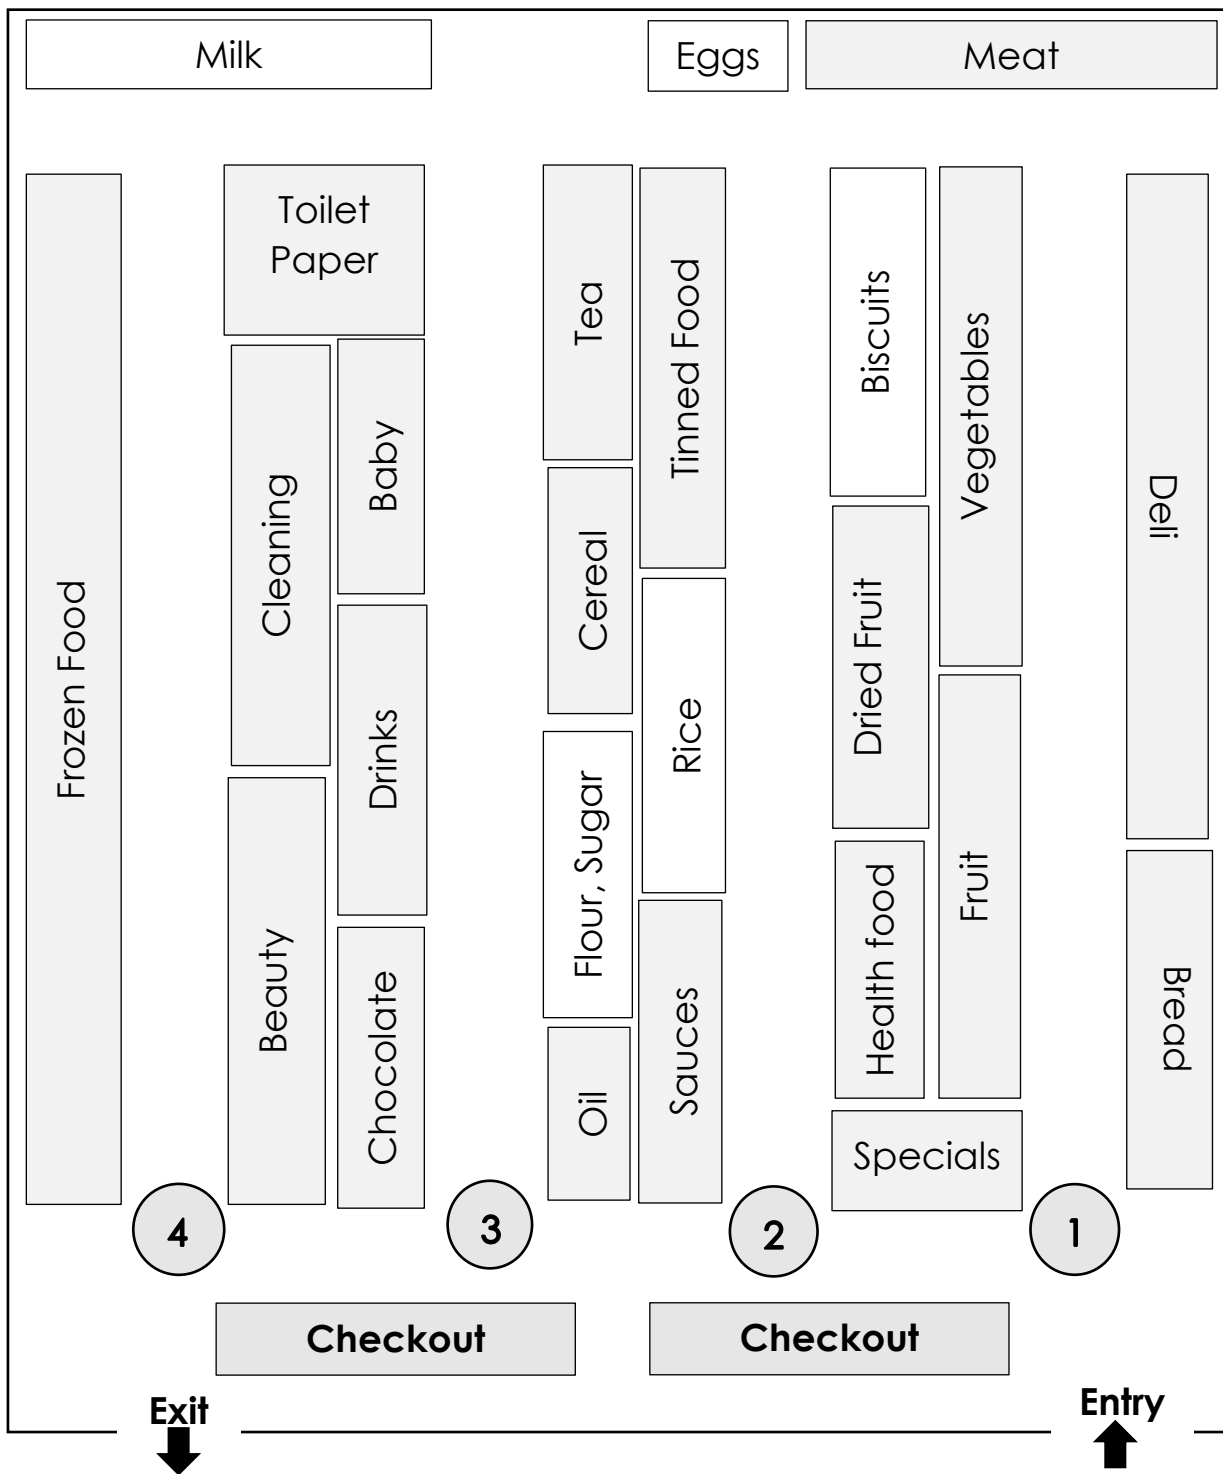 Milk
Eggs
Meat
Toilet
Paper
Tea
Tinned Food
Biscuits
Vegetables
Deli
Frozen Food
Cleaning
Baby
Cereal
Dried Fruit
Rice
Drinks
Flour, Sugar
Fruit
Health food
Beauty
Chocolate
Sauces
Bread
Oil
Specials
4
3
2
1
Checkout
Checkout
Exit
Entry